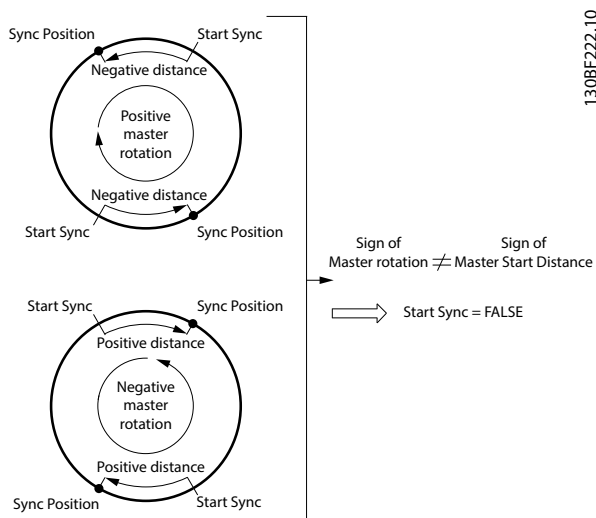 Sync Position
Start Sync
Negative distance
Positive
master
rotation
Negative distance
Start Sync
Sync Position
Start Sync
Sync Position
Positive distance
Negative
master
rotation
Positive distance
Sync Position
Start Sync
Sign of
Master rotation ≠ Sign of
Master Start Distance
Start Sync = FALSE
130BF222.10